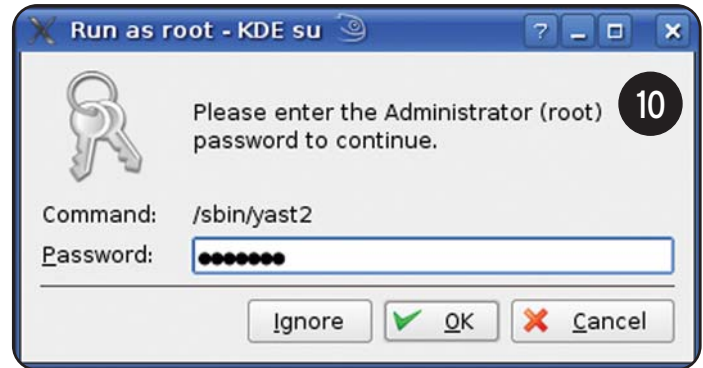 Run as root - KDE su
?
10
Please enter the Administrator (root)
password to continue.
Command: /sbin/yast2
Password: ●●●●●●●
Ignore OK Cancel